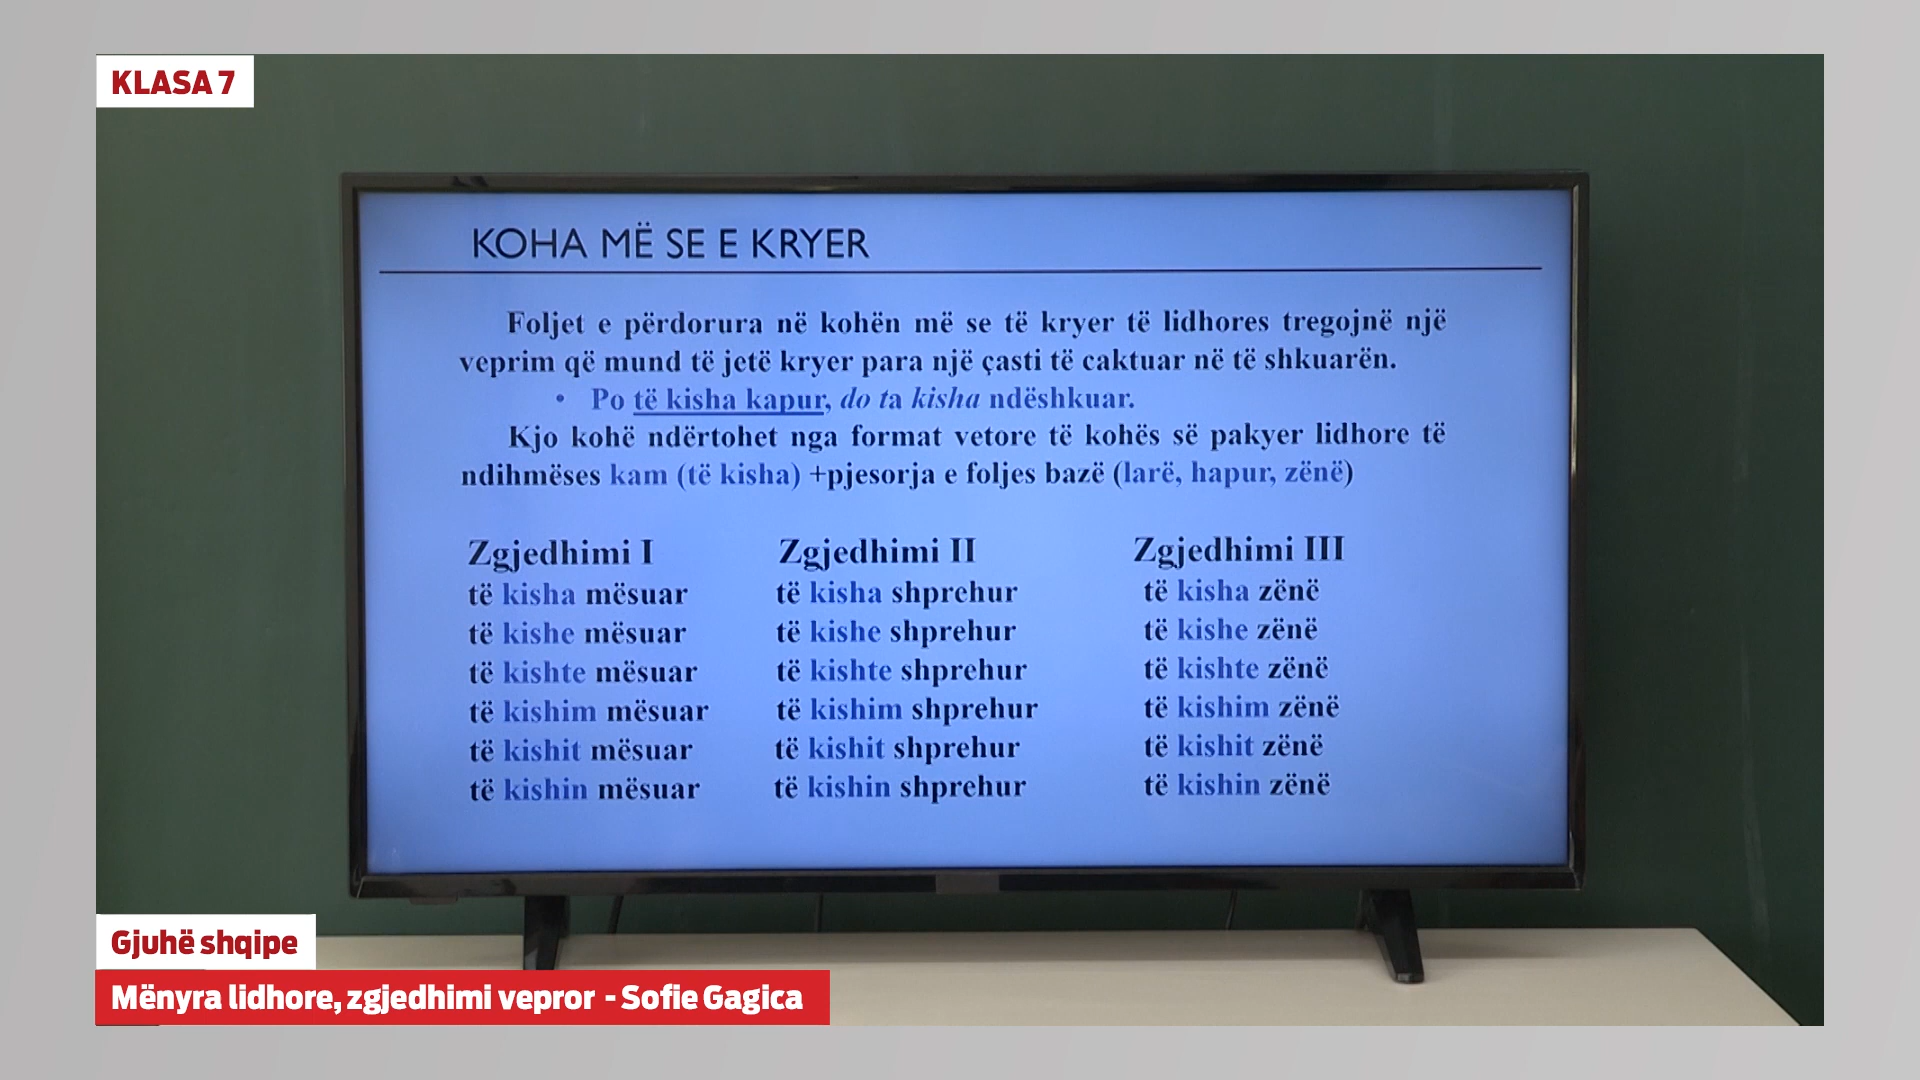 KLASA 7
KOHA MË SE E KRYER
Foljet e përdorura në kohën më se të kryer të lidhores tregojnë një
veprim që mund të jetë kryer para një çasti të caktuar në të shkuarën.
• Po të kisha kapur, do ta kisha ndëshkuar.
Kjo kohë ndërtohet nga format vetore të kohës së pakyer lidhore të
ndihmëses kam (të kisha) +pjesorja e foljes bazë (larë, hapur, zënë)
Zgjedhimi I Zgjedhimi II Zgjedhimi III
të kisha mësuar të kisha shprehur të kisha zënë
të kishe mësuar të kishe shprehur të kishe zënë
të kishte mësuar të kishte shprehur të kishte zënë
të kishim mësuar të kishim shprehur të kishim zënë
të kishit mësuar të kishit shprehur të kishit zënë
të kishin mësuar të kishin shprehur të kishin zënë
Gjuhë shqipe
Mënyra lidhore, zgjedhimi vepror - Sofie Gagica